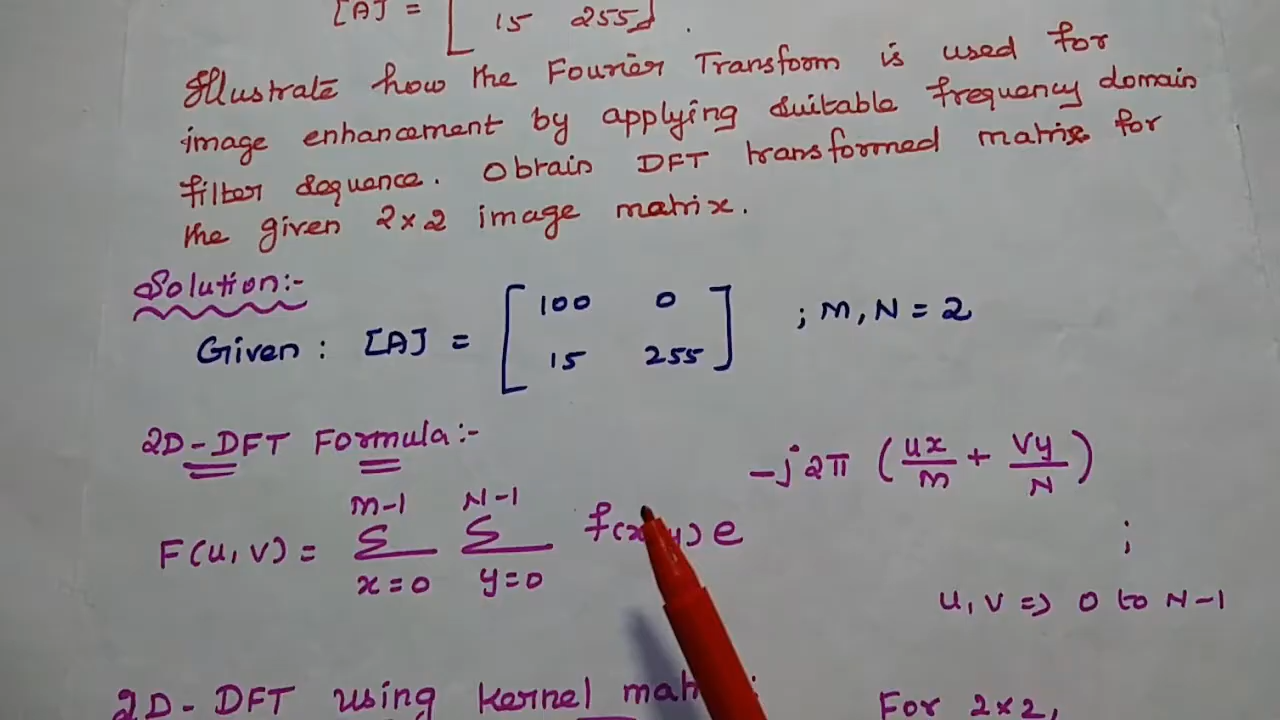 [A] = [ 15 255 ] .
Illustrate how the Fourier Transform is used for
image enhancement by applying suitable frequency domain
filter sequance. Obtain DFT transformed matrix for
the given 2×2 image matrix.
Solution:-
Given : [A] = [ 100 0 ; M, N = 2
15 255 ]
2D-DFT Formula:-
-j2π (ux/M + vy/N)
M-1 N-1
F(u,v) = Σ Σ f(x,y) e ;
x=0 y=0
u,v => 0 to N-1
2D-DFT using kernel :
For 2×2,